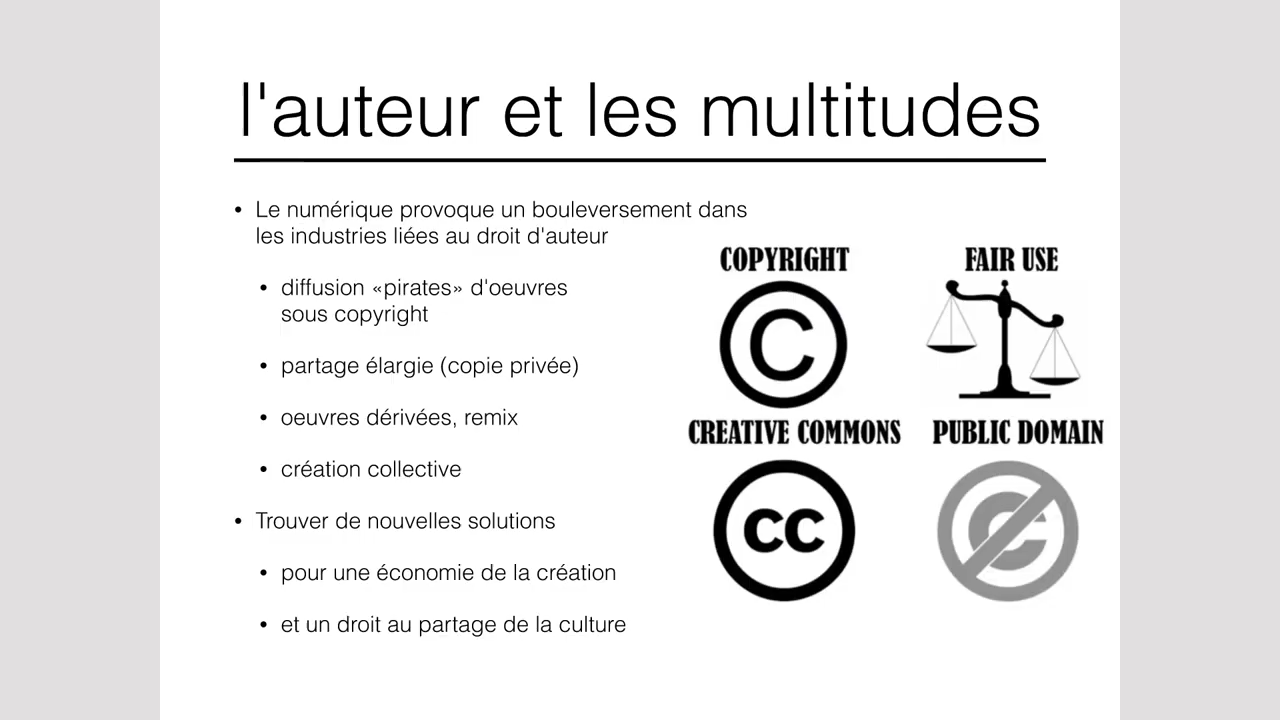 l'auteur et les multitudes
• Le numérique provoque un bouleversement dans
les industries liées au droit d'auteur
• diffusion «pirates» d'oeuvres
sous copyright
• partage élargie (copie privée)
• oeuvres dérivées, remix
• création collective
• Trouver de nouvelles solutions
• pour une économie de la création
• et un droit au partage de la culture
COPYRIGHT
FAIR USE
C
CREATIVE COMMONS
PUBLIC DOMAIN
CC
C